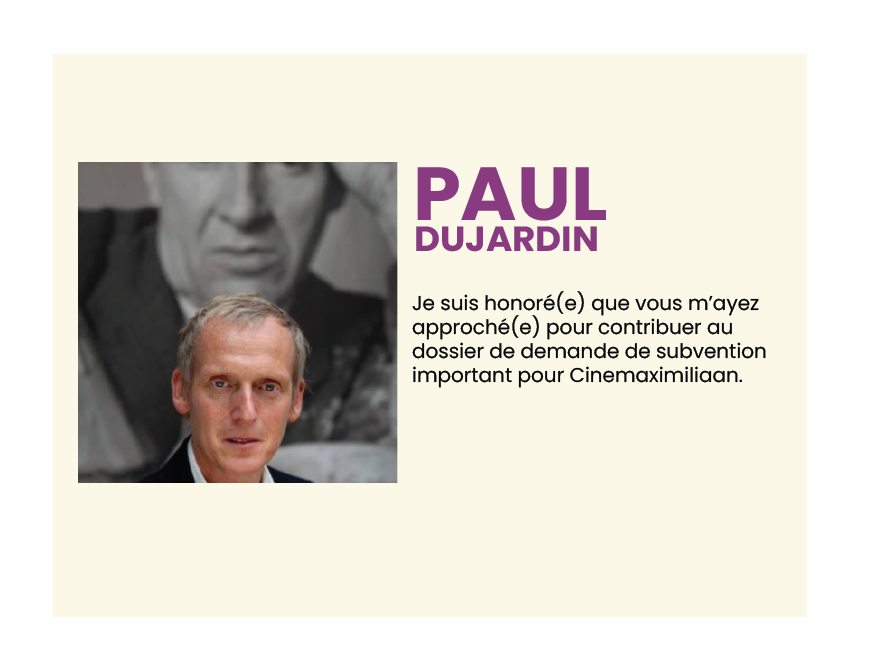 PAUL
DUJARDIN
Je suis honoré(e) que vous m’ayez
approché(e) pour contribuer au
dossier de demande de subvention
important pour Cinemaximiliaan.